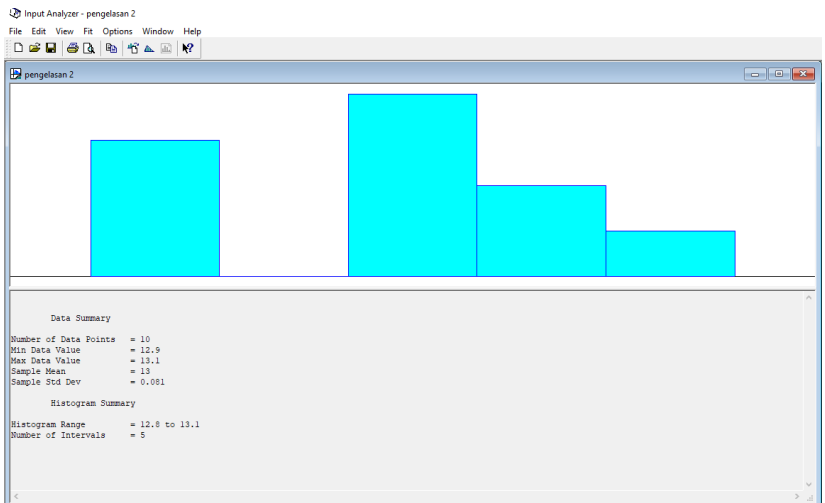 Input Analyzer - pengelasan 2
File Edit View Fit Options Window Help
pengelasan 2
Data Summary
Number of Data Points = 10
Min Data Value = 12.9
Max Data Value = 13.1
Sample Mean = 13
Sample Std Dev = 0.081
Histogram Summary
Histogram Range = 12.8 to 13.1
Number of Intervals = 5